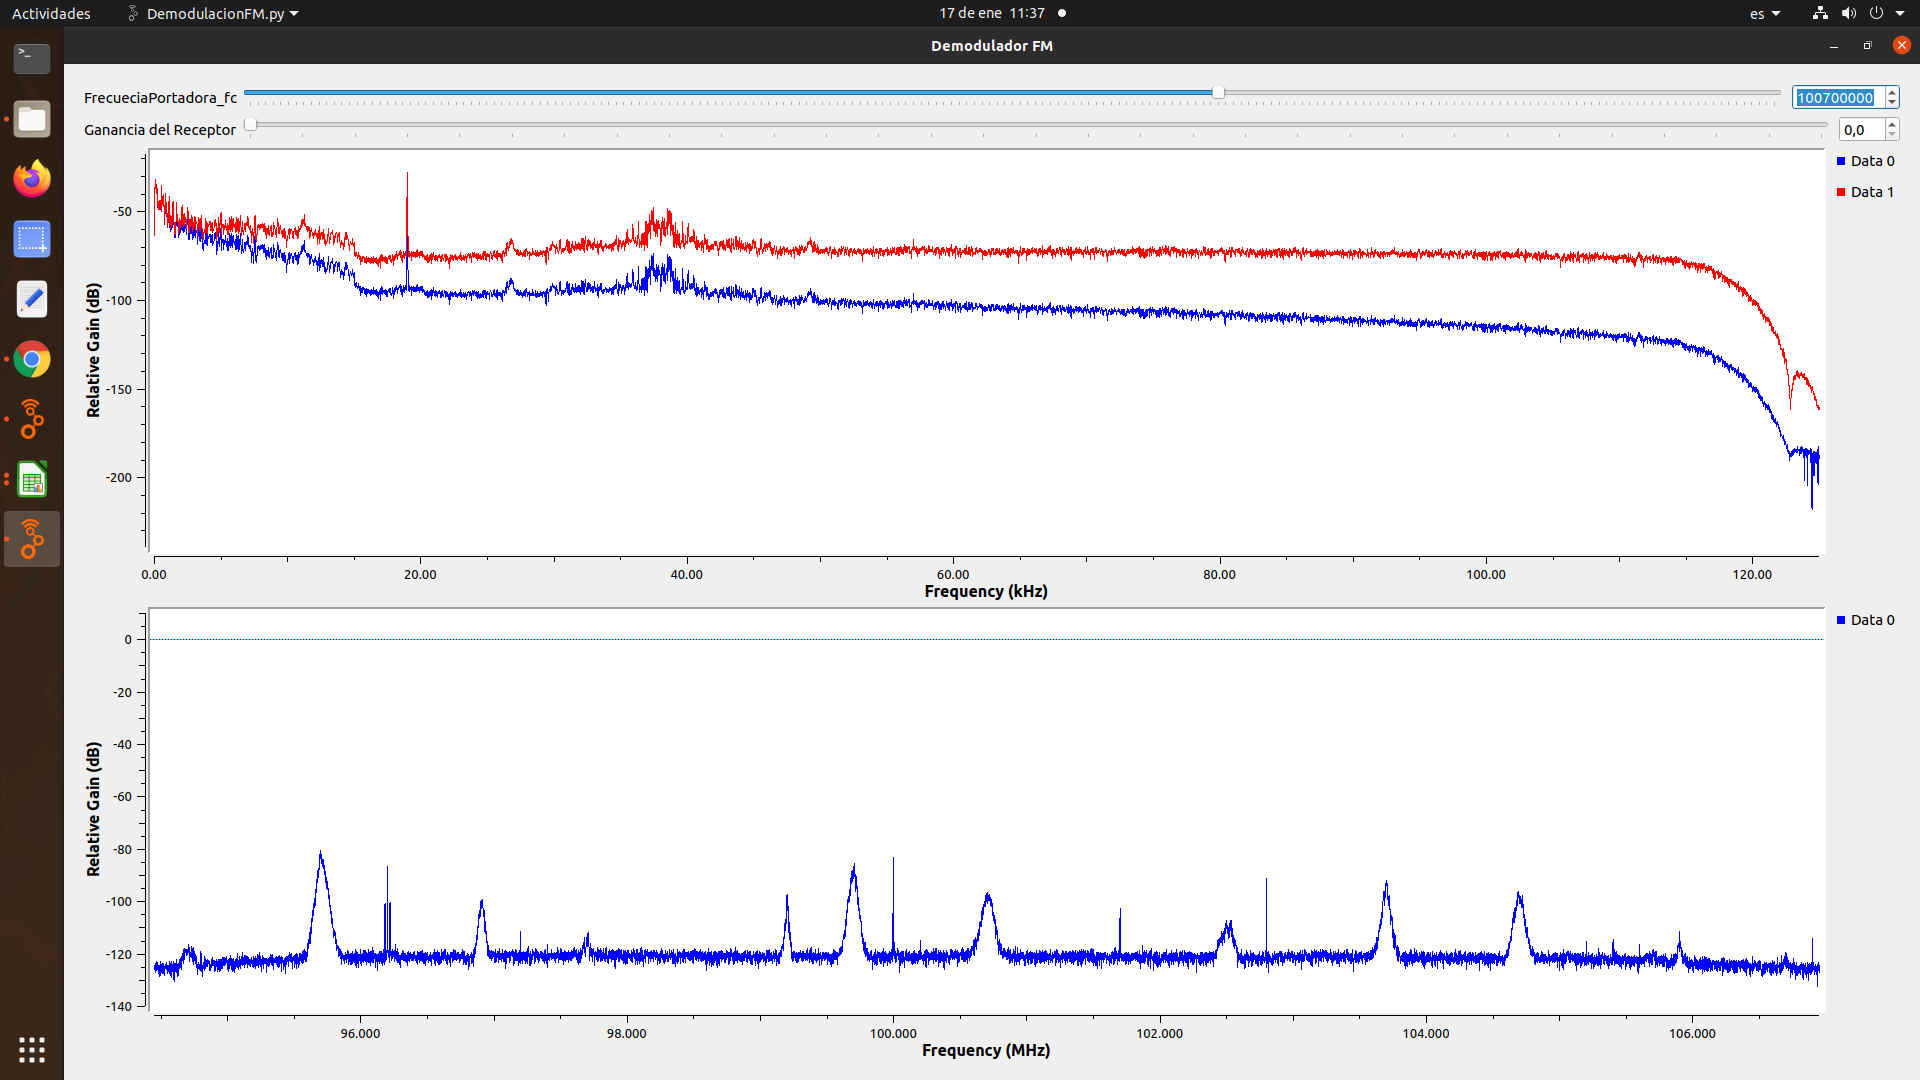 Actividades DemodulacionFM.py 17 de ene 11:37 es
Demodulador FM
FrecueciaPortadora_fc 100700000
Ganancia del Receptor 0,0
Data 0
Data 1
Relative Gain (dB)
-50
-100
-150
-200
0.00 20.00 40.00 60.00 80.00 100.00 120.00
Frequency (kHz)
Data 0
Relative Gain (dB)
0
-20
-40
-60
-80
-100
-120
-140
96.000 98.000 100.000 102.000 104.000 106.000
Frequency (MHz)